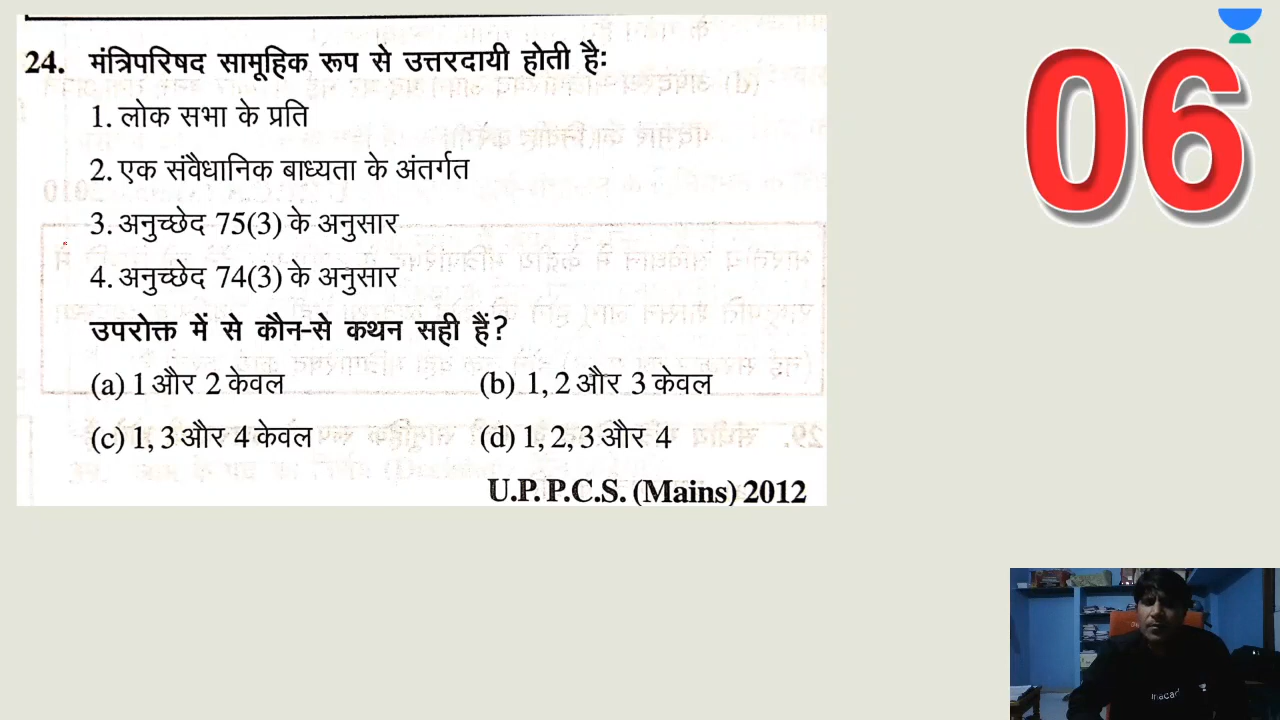 24. मंत्रिपरिषद सामूहिक रूप से उत्तरदायी होती हैः
1. लोक सभा के प्रति
2. एक संवैधानिक बाध्यता के अंतर्गत
3. अनुच्छेद 75(3) के अनुसार
4. अनुच्छेद 74(3) के अनुसार
उपरोक्त में से कौन-से कथन सही हैं?
(a) 1 और 2 केवल (b) 1, 2 और 3 केवल
(c) 1, 3 और 4 केवल (d) 1, 2, 3 और 4
U.P. P.C.S. (Mains) 2012
06